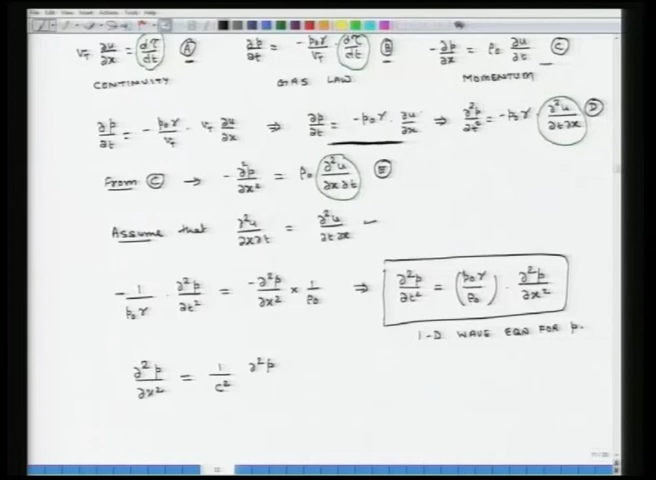 V_T ∂u/∂x = dτ/dt (A) ∂p/∂t = - p₀γ/V_T · dτ/dt (B) -∂p/∂x = ρ₀ ∂u/∂t (C)
CONTINUITY GAS LAW MOMENTUM
∂p/∂t = - p₀γ/V_T · V_T ∂u/∂x ⇒ ∂p/∂t = -p₀γ · ∂u/∂x ⇒ ∂²p/∂t² = -p₀γ · ∂²u/∂t∂x (D)
From (C) → -∂²p/∂x² = ρ₀ ∂²u/∂x∂t (E)
Assume that ∂²u/∂x∂t = ∂²u/∂t∂x
-1/p₀γ · ∂²p/∂t² = -∂²p/∂x² × 1/ρ₀ ⇒ ∂²p/∂t² = (p₀γ/ρ₀) · ∂²p/∂x²
1-D WAVE EQN FOR p.
∂²p/∂x² = 1/c² ∂²p